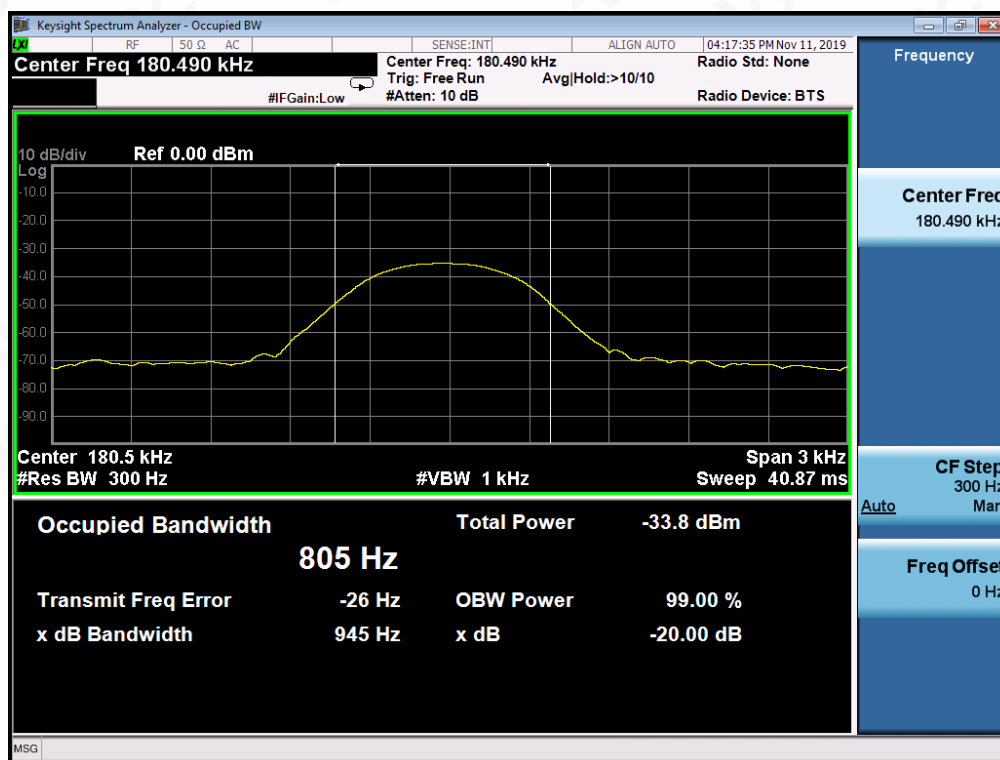 Keysight Spectrum Analyzer - Occupied BW
LXI RF 50 Ω AC SENSE:INT ALIGN AUTO 04:17:35 PM Nov 11, 2019
Center Freq 180.490 kHz
Center Freq: 180.490 kHz Radio Std: None
Trig: Free Run Avg|Hold:>10/10
#IFGain:Low #Atten: 10 dB Radio Device: BTS
10 dB/div Ref 0.00 dBm
Log
-10.0
-20.0
-30.0
-40.0
-50.0
-60.0
-70.0
-80.0
-90.0
Center 180.5 kHz Span 3 kHz
#Res BW 300 Hz #VBW 1 kHz Sweep 40.87 ms
Occupied Bandwidth Total Power -33.8 dBm
805 Hz
Transmit Freq Error -26 Hz OBW Power 99.00 %
x dB Bandwidth 945 Hz x dB -20.00 dB
MSG
Frequency
Center Freq
180.490 kHz
CF Step
300 Hz
Auto Man
Freq Offset
0 Hz